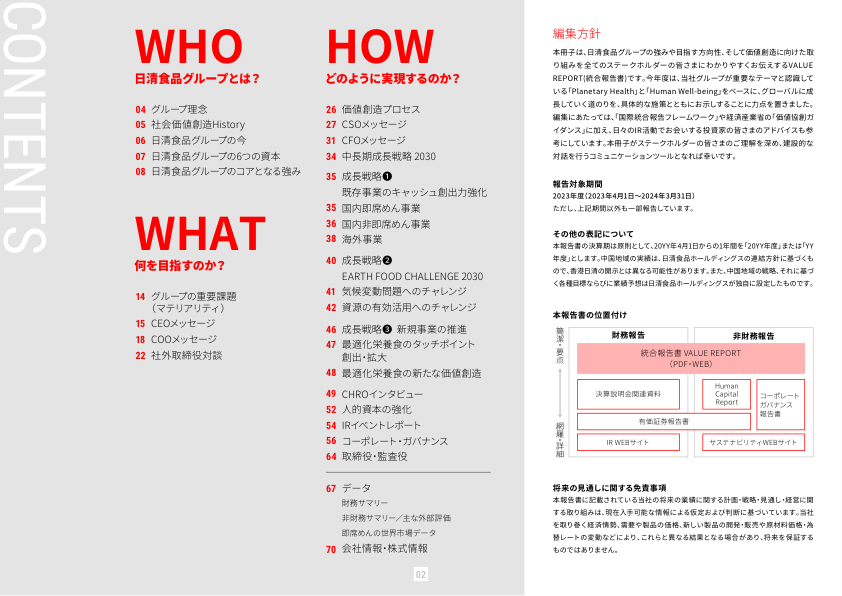 CONTENTS
WHO
日清食品グループとは？
04 グループ理念
05 社会価値創造History
06 日清食品グループの今
07 日清食品グループの6つの資本
08 日清食品グループのコアとなる強み
WHAT
何を目指すのか？
14 グループの重要課題
（マテリアリティ）
15 CEOメッセージ
18 COOメッセージ
22 社外取締役対談
HOW
どのように実現するのか？
26 価値創造プロセス
27 CSOメッセージ
31 CFOメッセージ
34 中長期成長戦略 2030
35 成長戦略❶
既存事業のキャッシュ創出力強化
35 国内即席めん事業
36 国内非即席めん事業
38 海外事業
40 成長戦略❷
EARTH FOOD CHALLENGE 2030
41 気候変動問題へのチャレンジ
42 資源の有効活用へのチャレンジ
46 成長戦略❸ 新規事業の推進
47 最適化栄養食のタッチポイント
創出・拡大
48 最適化栄養食の新たな価値創造
49 CHROインタビュー
52 人的資本の強化
54 IRイベントレポート
56 コーポレート・ガバナンス
64 取締役・監査役
67 データ
財務サマリー
非財務サマリー／主な外部評価
即席めんの世界市場データ
70 会社情報・株式情報
02
編集方針
本冊子は、日清食品グループの強みや目指す方向性、そして価値創造に向けた取
り組みを全てのステークホルダーの皆さまにわかりやすくお伝えするVALUE
REPORT（統合報告書）です。今年度は、当社グループが重要なテーマと認識して
いる「Planetary Health」と「Human Well-being」をベースに、グローバルに成
長していく道のりを、具体的な施策とともにお示しすることに力点を置きました。
編集にあたっては、「国際統合報告フレームワーク」や経済産業省の「価値協創ガ
イダンス」に加え、日々のIR活動でお会いする投資家の皆さまのアドバイスも参
考にしています。本冊子がステークホルダーの皆さまのご理解を深め、建設的な
対話を行うコミュニケーションツールとなれば幸いです。
報告対象期間
2023年度（2023年4月1日～2024年3月31日）
ただし、上記期間以外も一部報告しています。
その他の表記について
本報告書の決算期は原則として、20YY年4月1日からの1年間を「20YY年度」または「YY
年度」とします。中国地域の実績は、日清食品ホールディングスの連結方針に基づくも
ので、香港日清の開示とは異なる可能性があります。また、中国地域の戦略、それに基づ
く各種目標ならびに業績予想は日清食品ホールディングスが独自に設定したものです。
本報告書の位置付け
簡潔・要点
網羅・詳細
財務報告
非財務報告
統合報告書 VALUE REPORT
（PDF・WEB）
決算説明会関連資料
Human
Capital
Report
コーポレート
ガバナンス
報告書
有価証券報告書
IR WEBサイト
サステナビリティWEBサイト
将来の見通しに関する免責事項
本報告書に記載されている当社の将来の業績に関する計画・戦略・見通し・経営に関
する取り組みは、現在入手可能な情報による仮定および判断に基づいています。当社
を取り巻く経済情勢、需要や製品の価格、新しい製品の開発・販売や原材料価格・為
替レートの変動などにより、これらと異なる結果となる場合があり、将来を保証する
ものではありません。